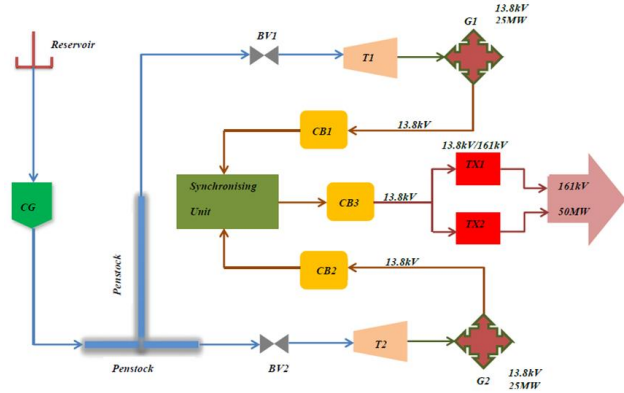 13.8kV
25MW
G1
BV1
Reservoir
T1
CB1
13.8kV
13.8kV/161kV
TX1
CG
Synchronising
Unit
CB3
13.8kV
161kV
50MW
TX2
Penstock
CB2
13.8kV
Penstock
BV2
T2
G2
13.8kV
25MW